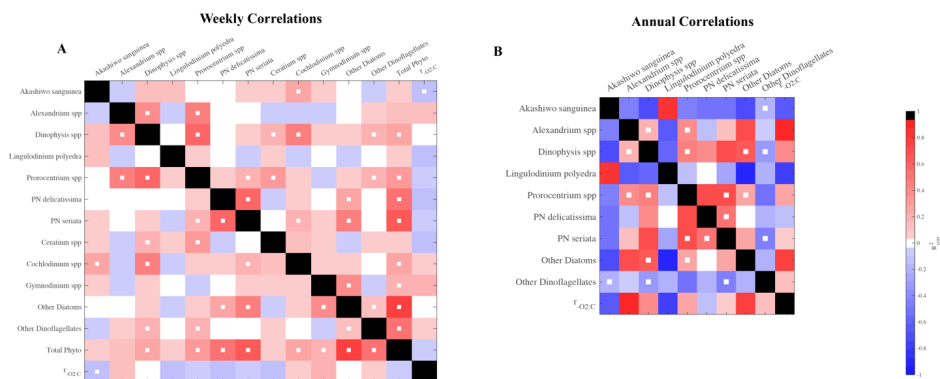 Weekly Correlations
A
Akashiwo sanguinea
Alexandrium spp
Dinophysis spp
Lingulodinium polyedra
Prorocentrium spp
PN delicatissima
PN seriata
Ceratium spp
Cochlodinium spp
Gymnodinium spp
Other Diatoms
Other Dinoflagellates
Total Phyto
r-O2:C
Akashiwo sanguinea
Alexandrium spp
Dinophysis spp
Lingulodinium polyedra
Prorocentrium spp
PN delicatissima
PN seriata
Ceratium spp
Cochlodinium spp
Gymnodinium spp
Other Diatoms
Other Dinoflagellates
Total Phyto
r-O2:C
Annual Correlations
B
Akashiwo sanguinea
Alexandrium spp
Dinophysis spp
Lingulodinium polyedra
Prorocentrium spp
PN delicatissima
PN seriata
Other Diatoms
Other Dinoflagellates
r-O2:C
Akashiwo sanguinea
Alexandrium spp
Dinophysis spp
Lingulodinium polyedra
Prorocentrium spp
PN delicatissima
PN seriata
Other Diatoms
Other Dinoflagellates
r-O2:C
1
0.8
0.6
0.4
0.2
0
-0.2
-0.4
-0.6
-0.8
-1